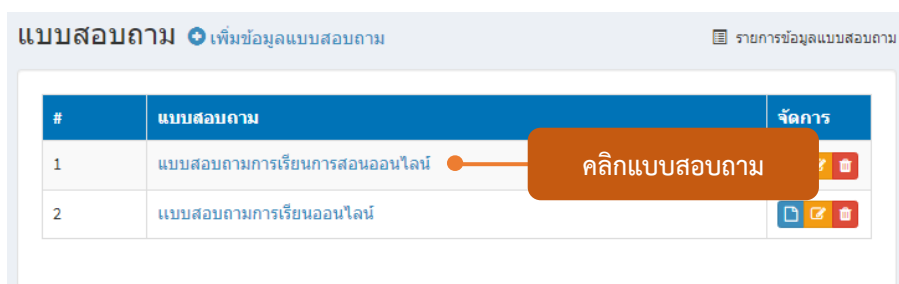 แบบสอบถาม เพิ่มข้อมูลแบบสอบถาม รายการข้อมูลแบบสอบถาม
# แบบสอบถาม จัดการ
1 แบบสอบถามการเรียนการสอนออนไลน์ คลิกแบบสอบถาม
2 แบบสอบถามการเรียนออนไลน์